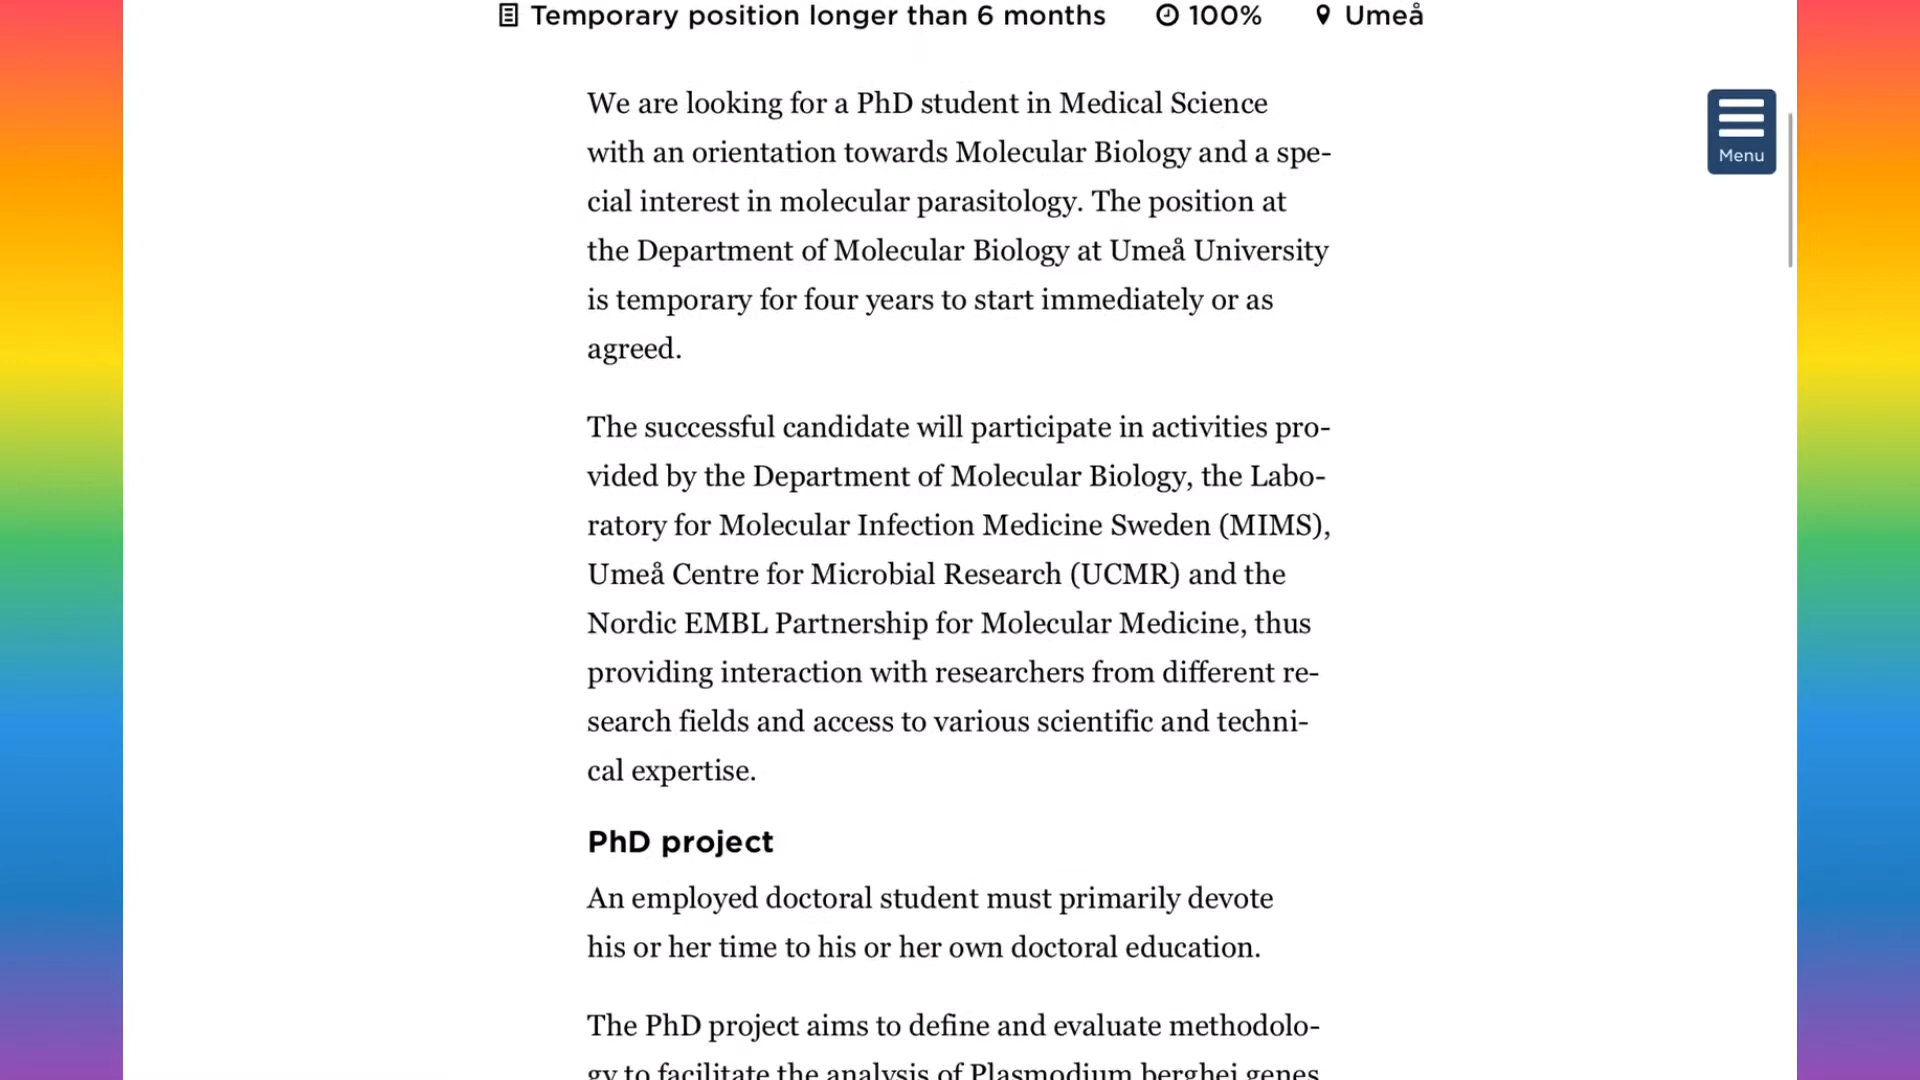 Temporary position longer than 6 months 100% Umeå
Menu
We are looking for a PhD student in Medical Science
with an orientation towards Molecular Biology and a spe-
cial interest in molecular parasitology. The position at
the Department of Molecular Biology at Umeå University
is temporary for four years to start immediately or as
agreed.
The successful candidate will participate in activities pro-
vided by the Department of Molecular Biology, the Labo-
ratory for Molecular Infection Medicine Sweden (MIMS),
Umeå Centre for Microbial Research (UCMR) and the
Nordic EMBL Partnership for Molecular Medicine, thus
providing interaction with researchers from different re-
search fields and access to various scientific and techni-
cal expertise.
PhD project
An employed doctoral student must primarily devote
his or her time to his or her own doctoral education.
The PhD project aims to define and evaluate methodolo-
gy to facilitate the analysis of Plasmodium berghei genes